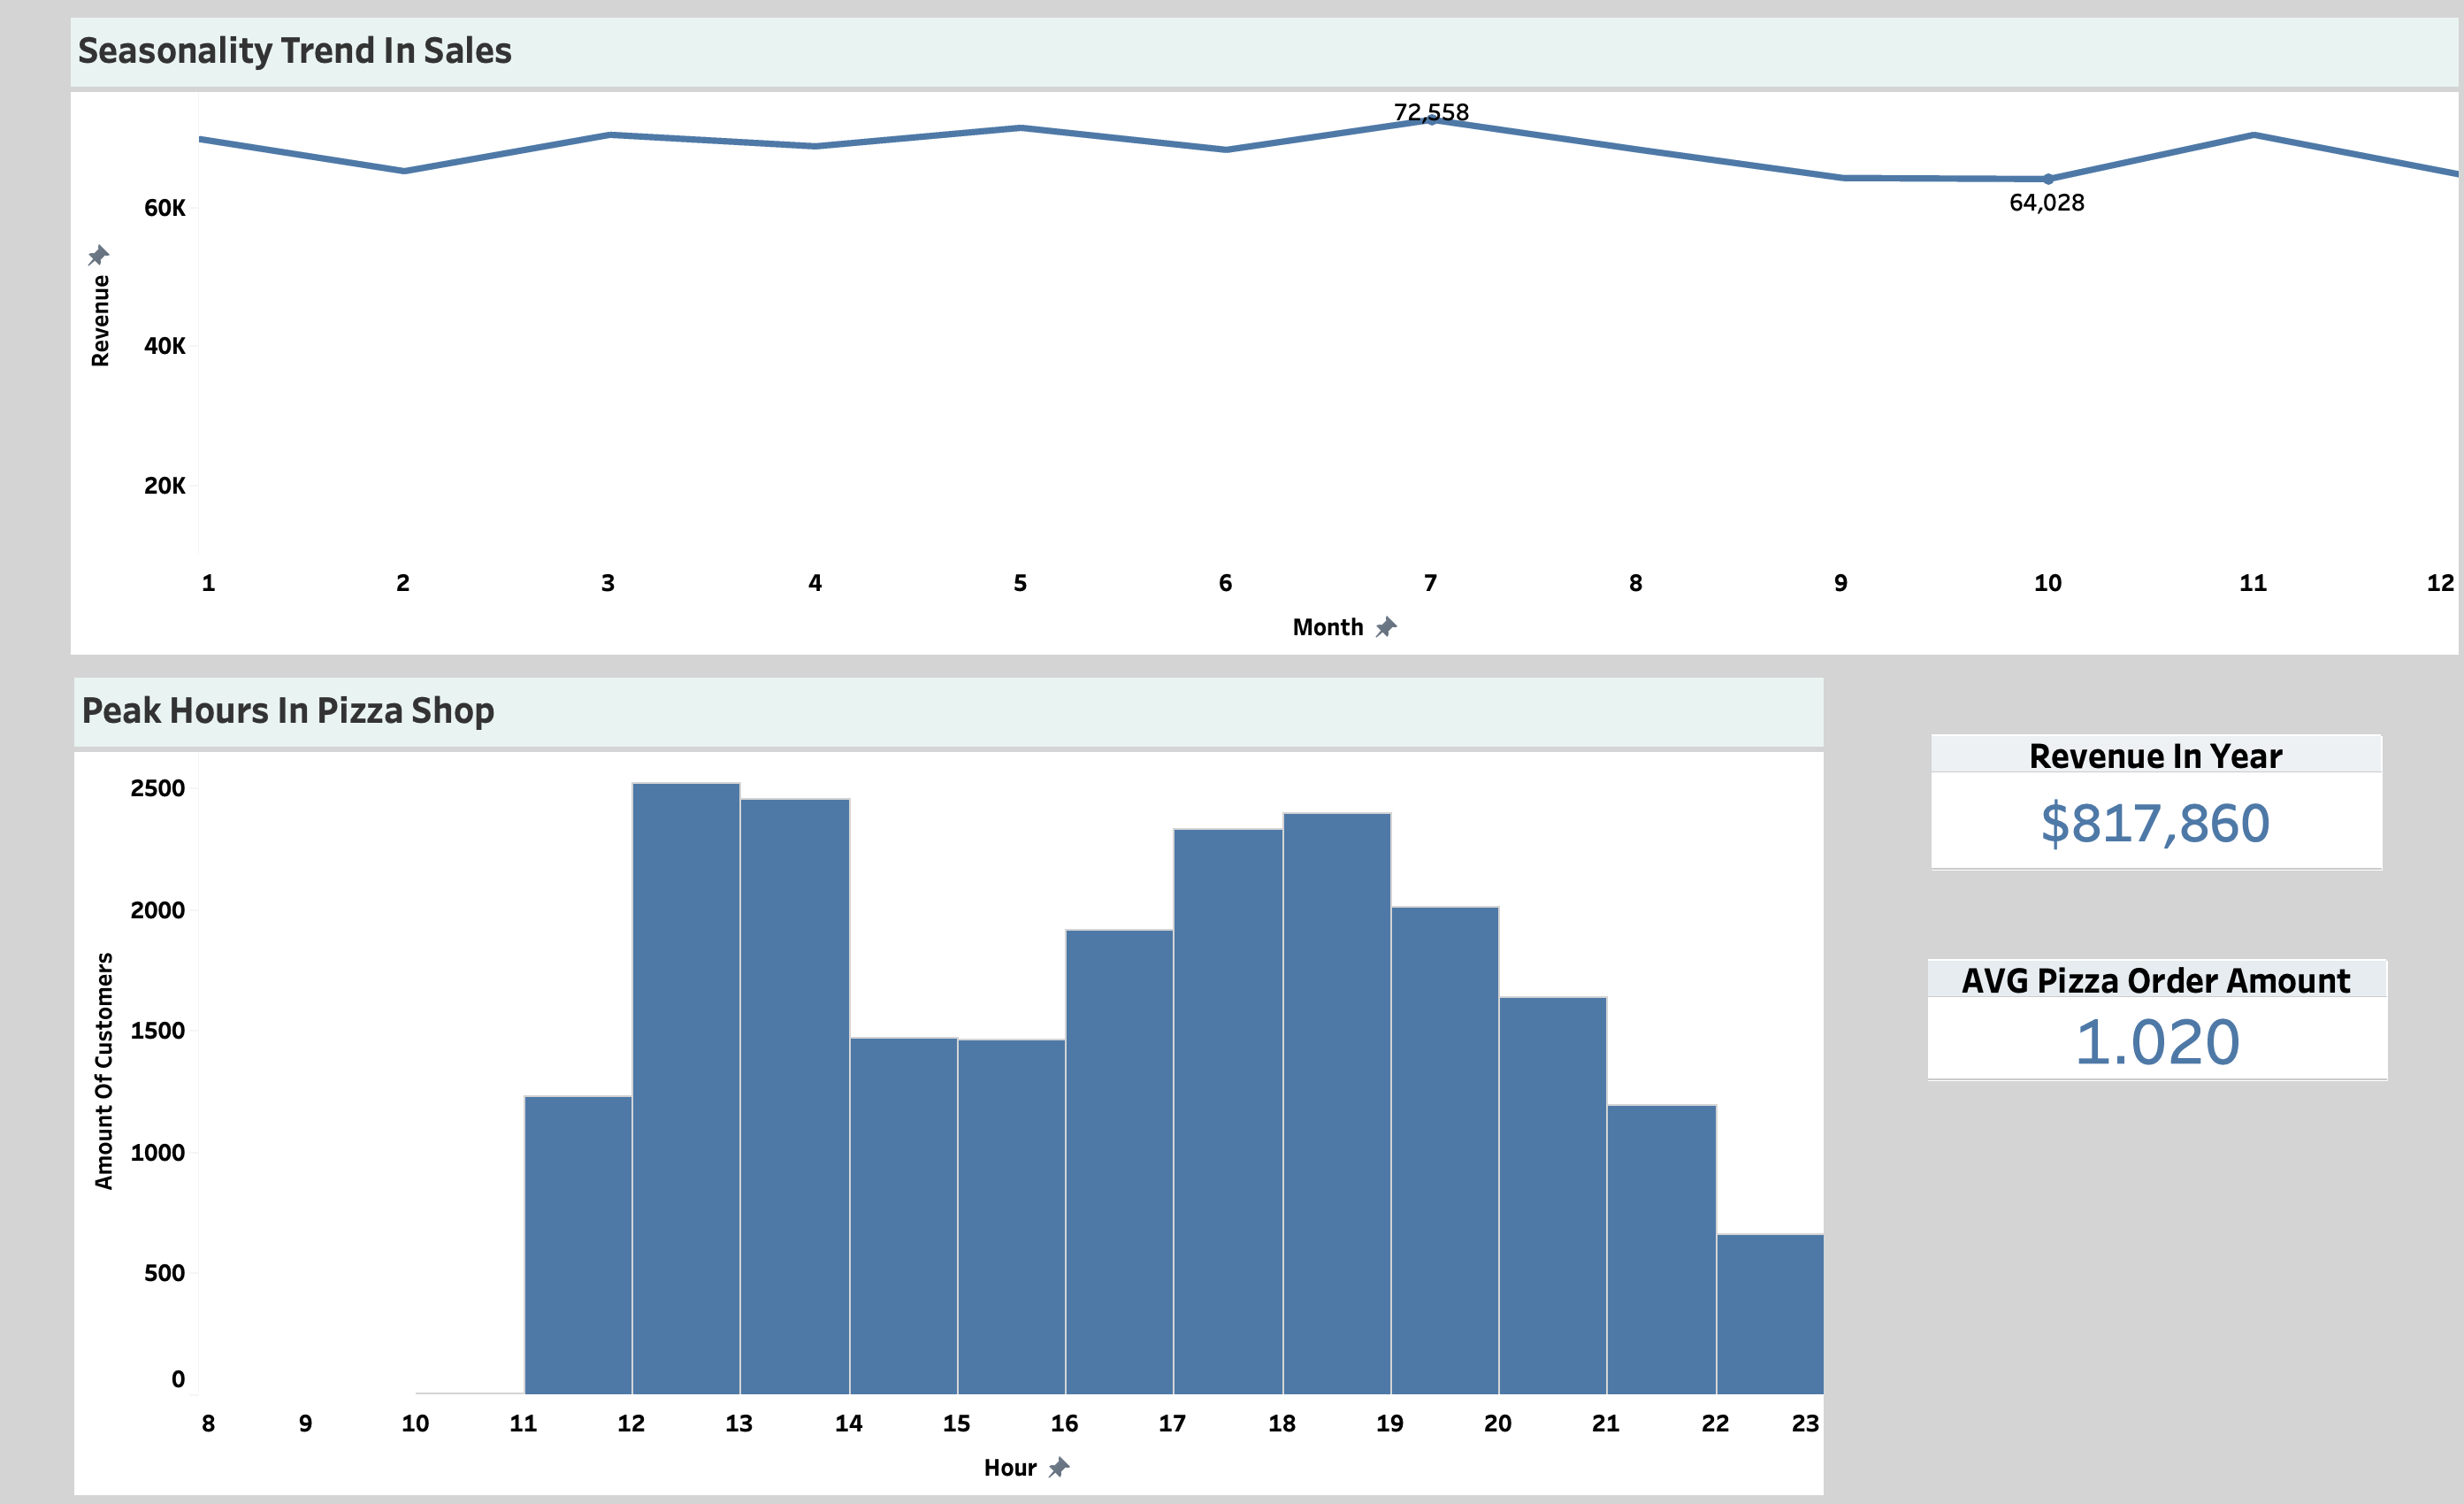 Seasonality Trend In Sales
72,558
60K
64,028
40K
20K
Revenue
1 2 3 4 5 6 7 8 9 10 11 12
Month
Peak Hours In Pizza Shop
2500
2000
1500
1000
500
0
Amount Of Customers
8 9 10 11 12 13 14 15 16 17 18 19 20 21 22 23
Hour
Revenue In Year
$817,860
AVG Pizza Order Amount
1.020